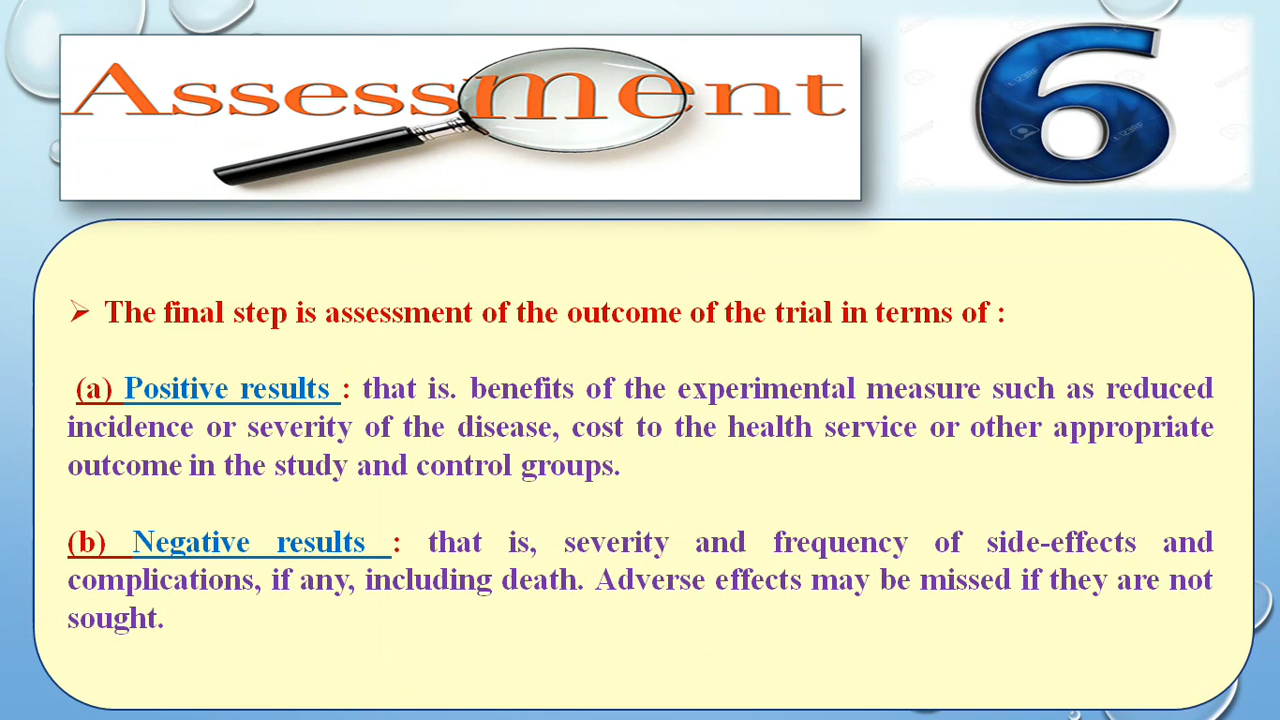 Assessment
6
➢ The final step is assessment of the outcome of the trial in terms of :
(a) Positive results : that is. benefits of the experimental measure such as reduced
incidence or severity of the disease, cost to the health service or other appropriate
outcome in the study and control groups.
(b) Negative results : that is, severity and frequency of side-effects and
complications, if any, including death. Adverse effects may be missed if they are not
sought.